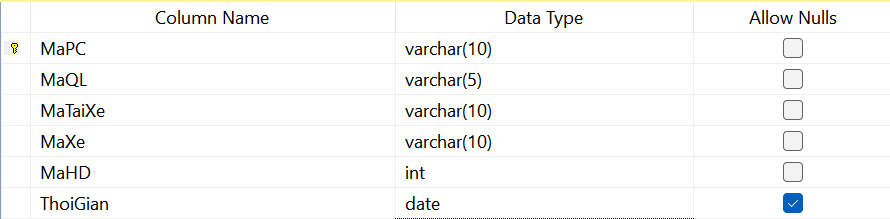 Column Name Data Type Allow Nulls
MaPC varchar(10)
MaQL varchar(5)
MaTaiXe varchar(10)
MaXe varchar(10)
MaHD int
ThoiGian date